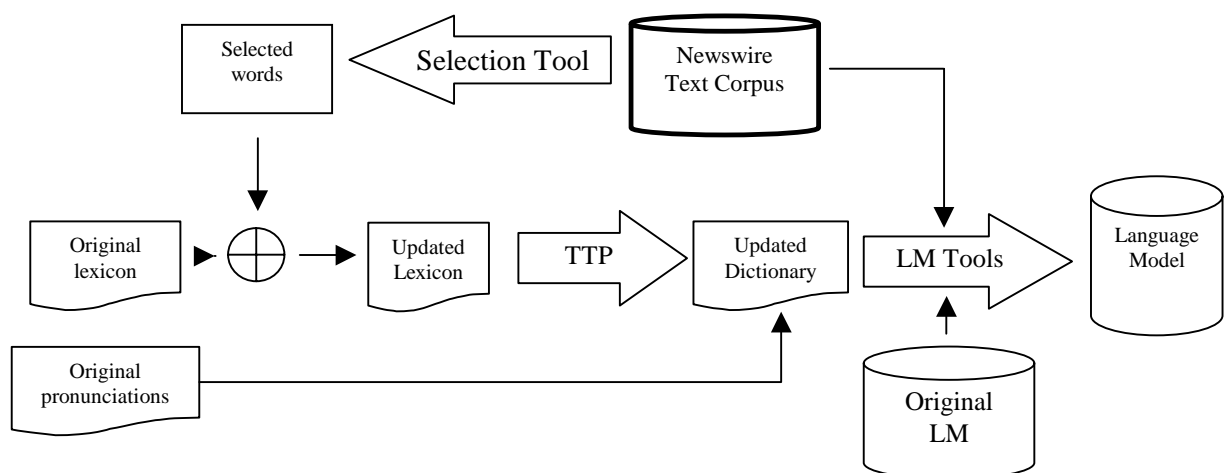 Selected
words
Selection Tool
Newswire
Text Corpus
Original
lexicon
Updated
Lexicon
TTP
Updated
Dictionary
LM Tools
Language
Model
Original
pronunciations
Original
LM